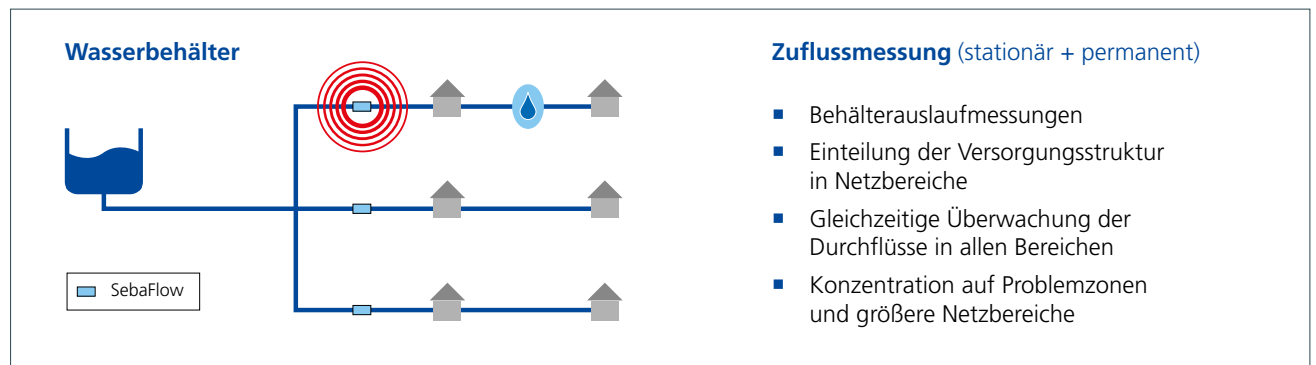 Wasserbehälter
SebaFlow
Zuflussmessung (stationär + permanent)
■ Behälterauslaufmessungen
■ Einteilung der Versorgungsstruktur
in Netzbereiche
■ Gleichzeitige Überwachung der
Durchflüsse in allen Bereichen
■ Konzentration auf Problemzonen
und größere Netzbereiche